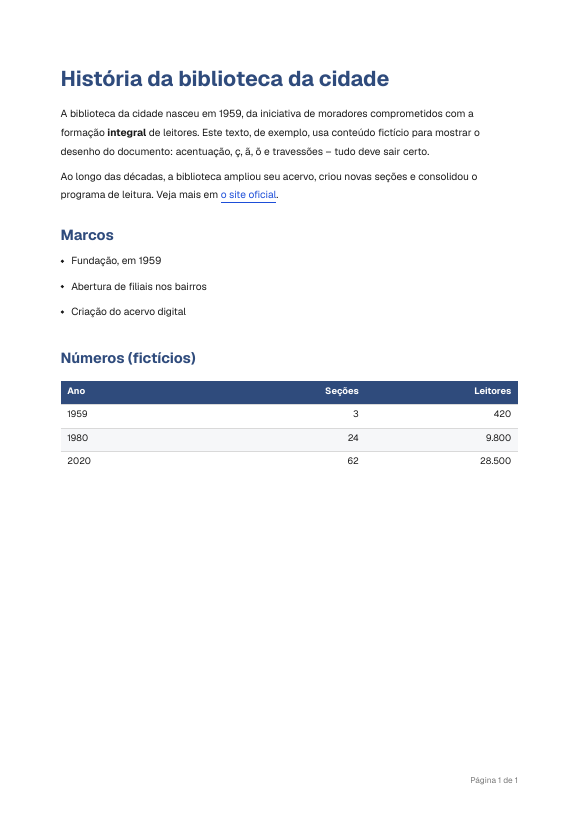 História da biblioteca da cidade
A biblioteca da cidade nasceu em 1959, da iniciativa de moradores comprometidos com a
formação integral de leitores. Este texto, de exemplo, usa conteúdo fictício para mostrar o
desenho do documento: acentuação, ç, ã, õ e travessões – tudo deve sair certo.
Ao longo das décadas, a biblioteca ampliou seu acervo, criou novas seções e consolidou o
programa de leitura. Veja mais em o site oficial.
Marcos
• Fundação, em 1959
• Abertura de filiais nos bairros
• Criação do acervo digital
Números (fictícios)
Ano Seções Leitores
1959 3 420
1980 24 9.800
2020 62 28.500
Página 1 de 1